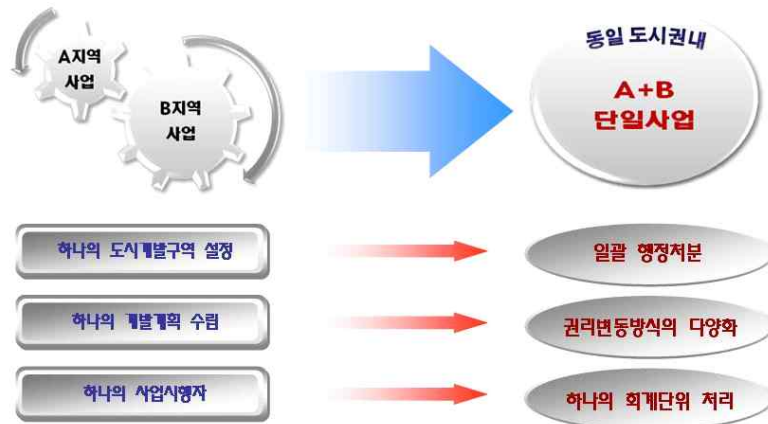 A지역
사업
B지역
사업
동일 도시권내
A+B
단일사업
하나의 도시개발구역 설정
일괄 행정처분
하나의 개발계획 수립
권리변동방식의 다양화
하나의 사업시행자
하나의 회계단위 처리